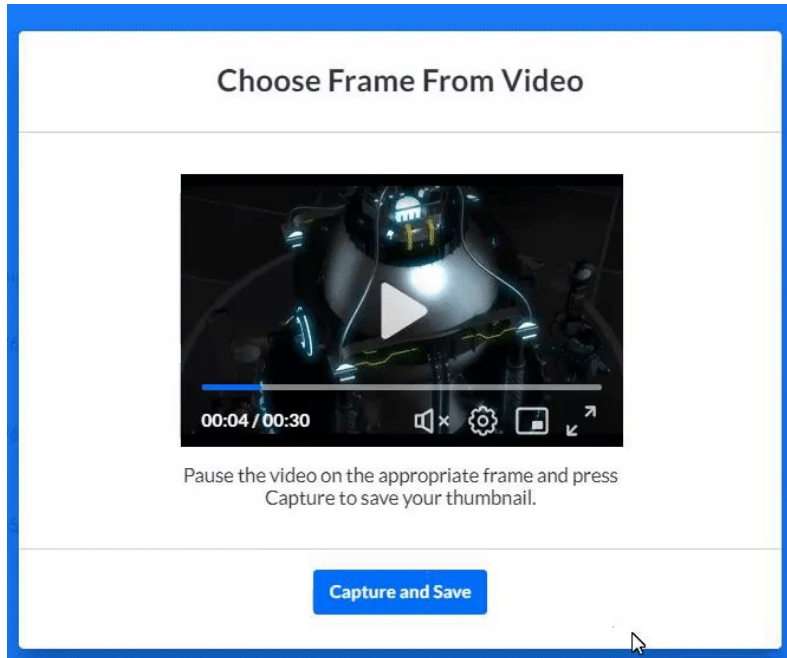 Choose Frame From Video
00:04 / 00:30
Pause the video on the appropriate frame and press
Capture to save your thumbnail.
Capture and Save